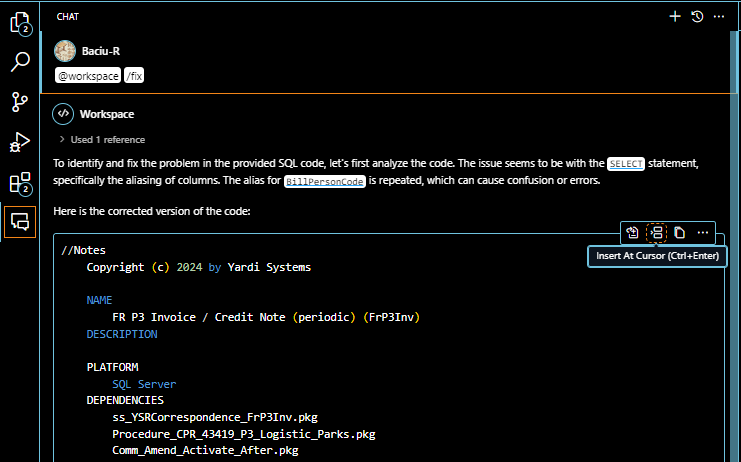 CHAT
2
Baciu-R
@workspace /fix
Workspace
Used 1 reference
To identify and fix the problem in the provided SQL code, let's first analyze the code. The issue seems to be with the SELECT statement,
specifically the aliasing of columns. The alias for BillPersonCode is repeated, which can cause confusion or errors.
2
Here is the corrected version of the code:
Insert At Cursor (Ctrl+Enter)
//Notes
Copyright (c) 2024 by Yardi Systems
NAME
FR P3 Invoice / Credit Note (periodic) (FrP3Inv)
DESCRIPTION
PLATFORM
SQL Server
DEPENDENCIES
ss_YSRCorrespondence_FrP3Inv.pkg
Procedure_CPR_43419_P3_Logistic_Parks.pkg
Comm_Amend_Activate_After.pkg